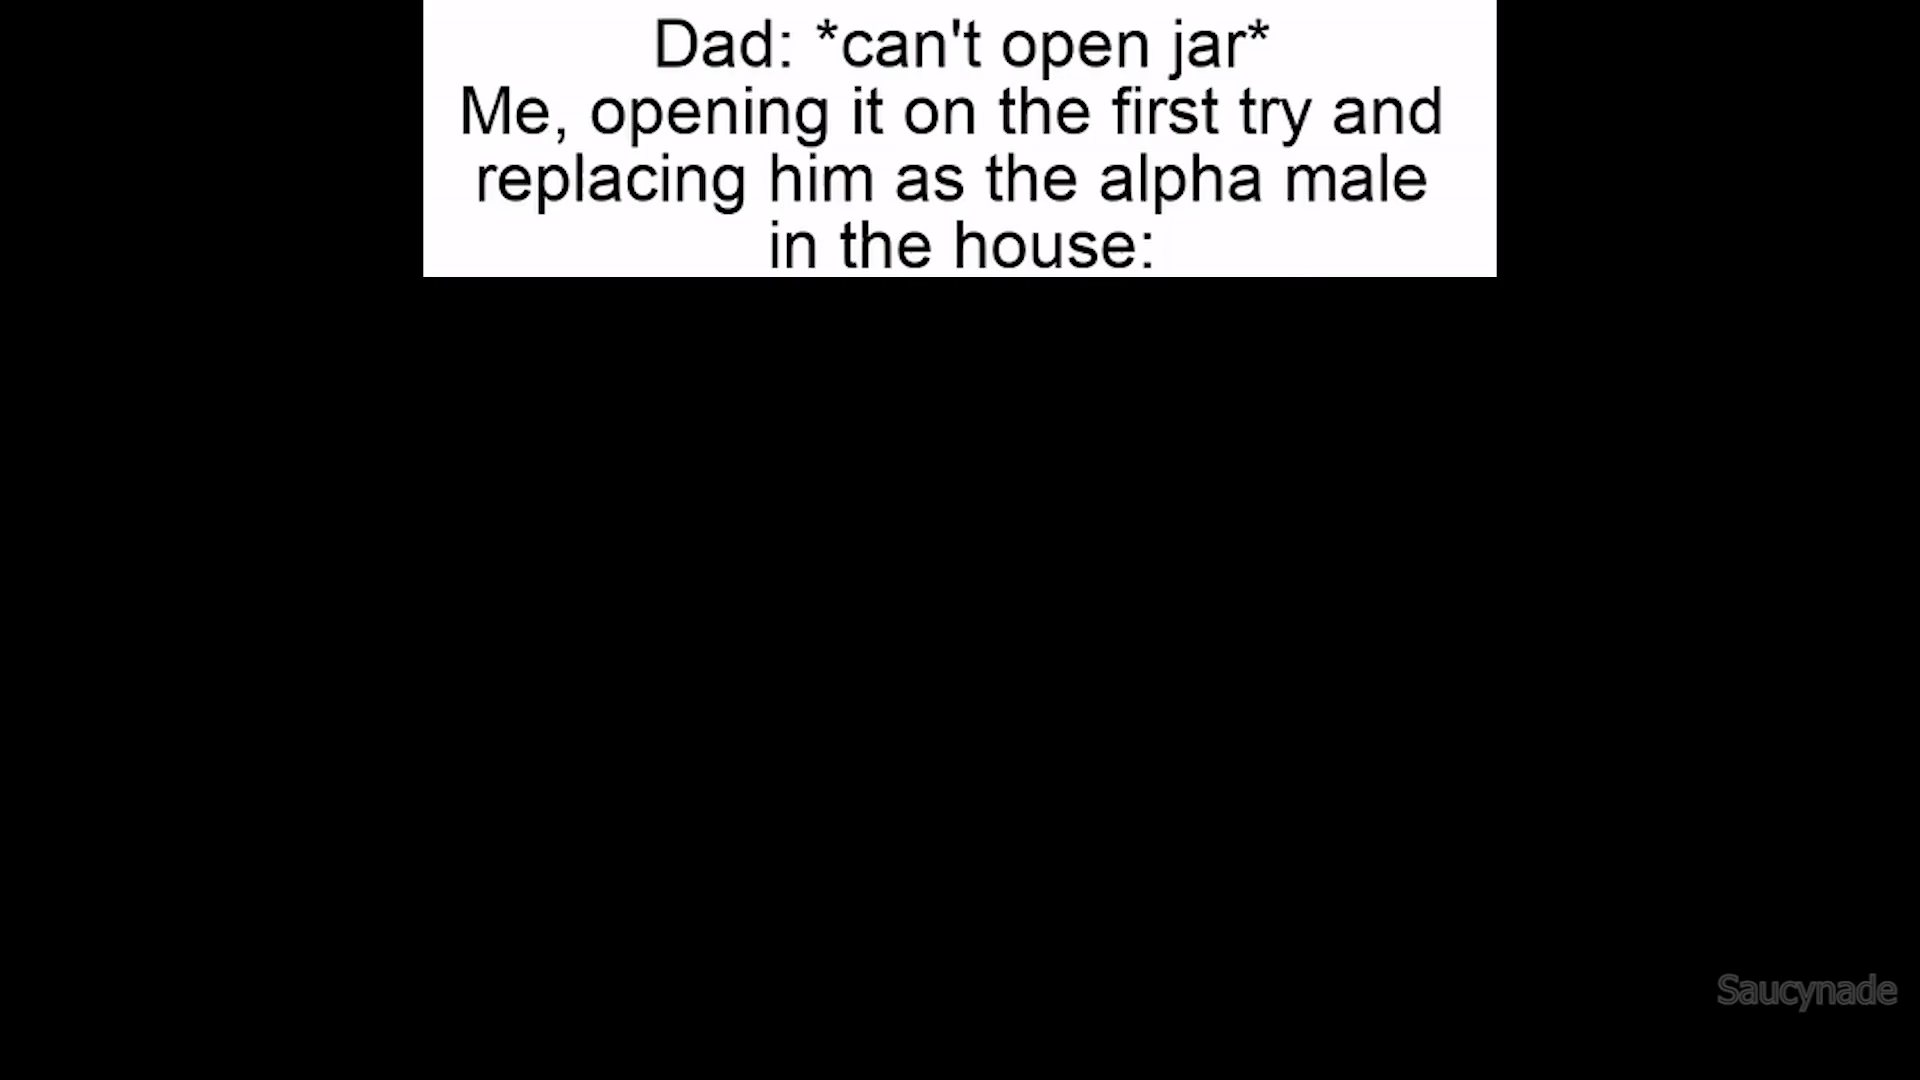 Dad: *can't open jar*
Me, opening it on the first try and
replacing him as the alpha male
in the house:
Saucynade